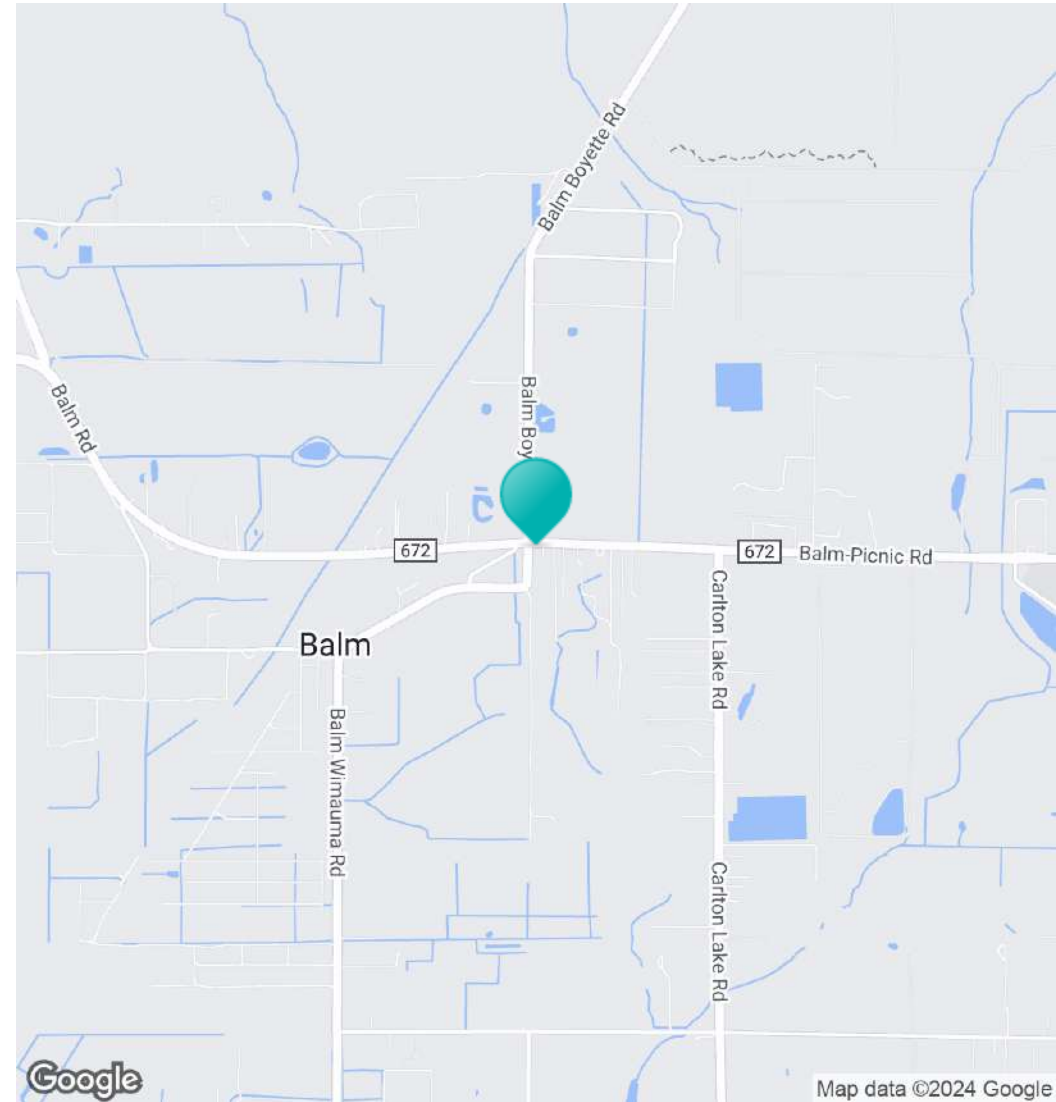 Balm Boyette Rd
Balm Rd
Balm Boy
672
672
Balm-Picnic Rd
Carlton Lake Rd
Balm
Balm Wimauma Rd
Carlton Lake Rd
Google
Map data ©2024 Google